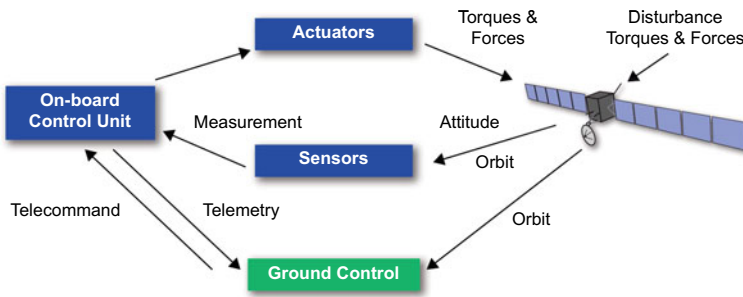 Actuators
Torques &
Forces
Disturbance
Torques & Forces
On-board
Control Unit
Measurement
Attitude
Sensors
Orbit
Telecommand
Telemetry
Orbit
Ground Control